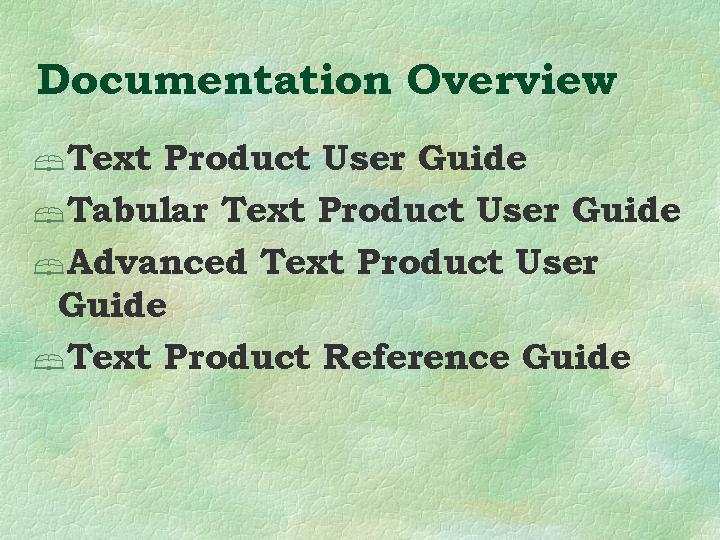 Documentation Overview
Text Product User Guide
Tabular Text Product User Guide
Advanced Text Product User
Guide
Text Product Reference Guide